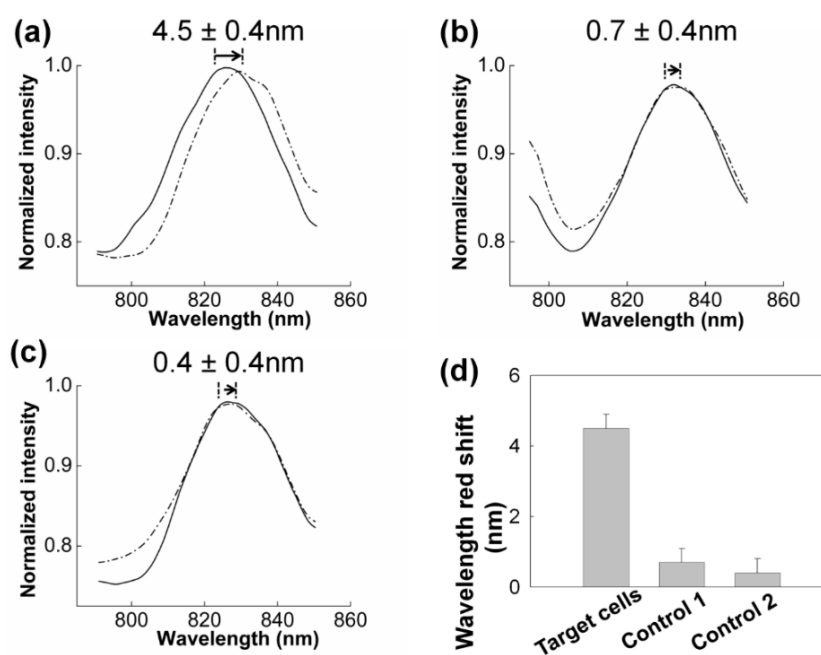 (a)
4.5 ± 0.4nm
Normalized intensity
1.0
0.9
0.8
800 820 840 860
Wavelength (nm)
(b)
0.7 ± 0.4nm
Normalized intensity
1.0
0.9
0.8
800 820 840 860
Wavelength (nm)
(c)
0.4 ± 0.4nm
Normalized intensity
1.0
0.9
0.8
800 820 840 860
Wavelength (nm)
(d)
Wavelength red shift
(nm)
6
4
2
0
Target cells
Control 1
Control 2